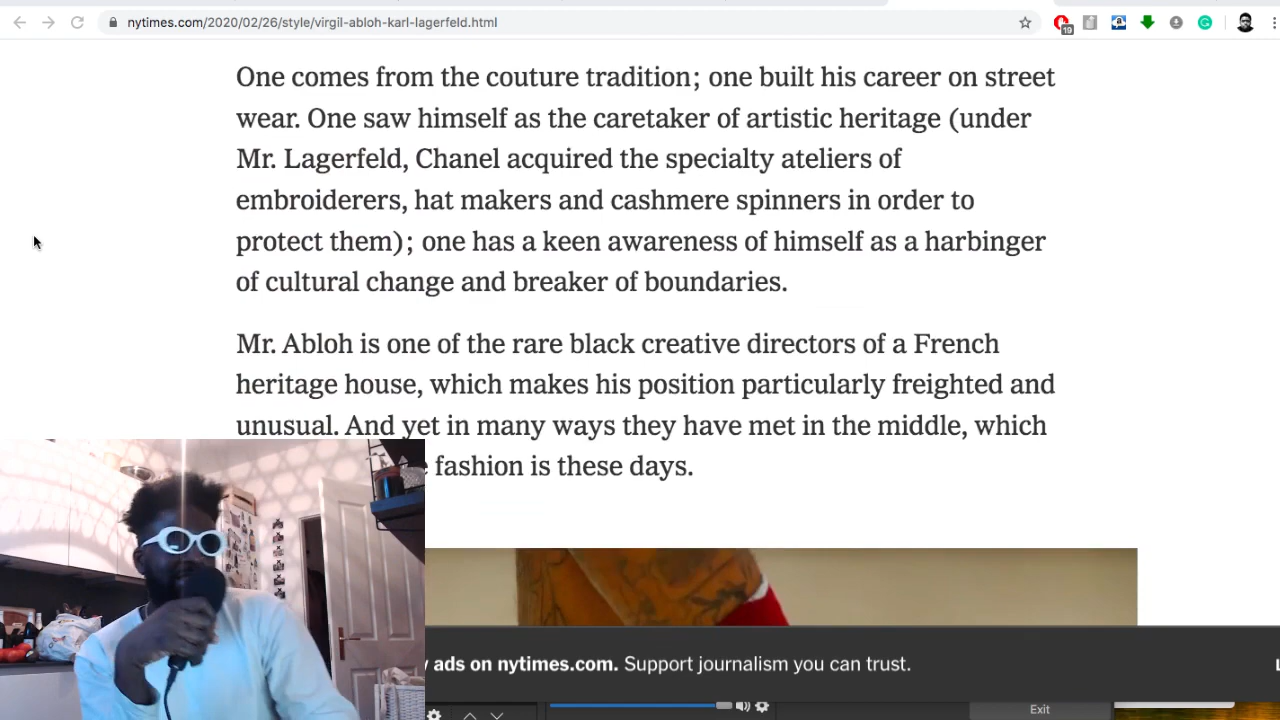 nytimes.com/2020/02/26/style/virgil-abloh-karl-lagerfeld.html
19
One comes from the couture tradition; one built his career on street
wear. One saw himself as the caretaker of artistic heritage (under
Mr. Lagerfeld, Chanel acquired the specialty ateliers of
embroiderers, hat makers and cashmere spinners in order to
protect them); one has a keen awareness of himself as a harbinger
of cultural change and breaker of boundaries.
Mr. Abloh is one of the rare black creative directors of a French
heritage house, which makes his position particularly freighted and
unusual. And yet in many ways they have met in the middle, which
fashion is these days.
ads on nytimes.com. Support journalism you can trust.
Exit